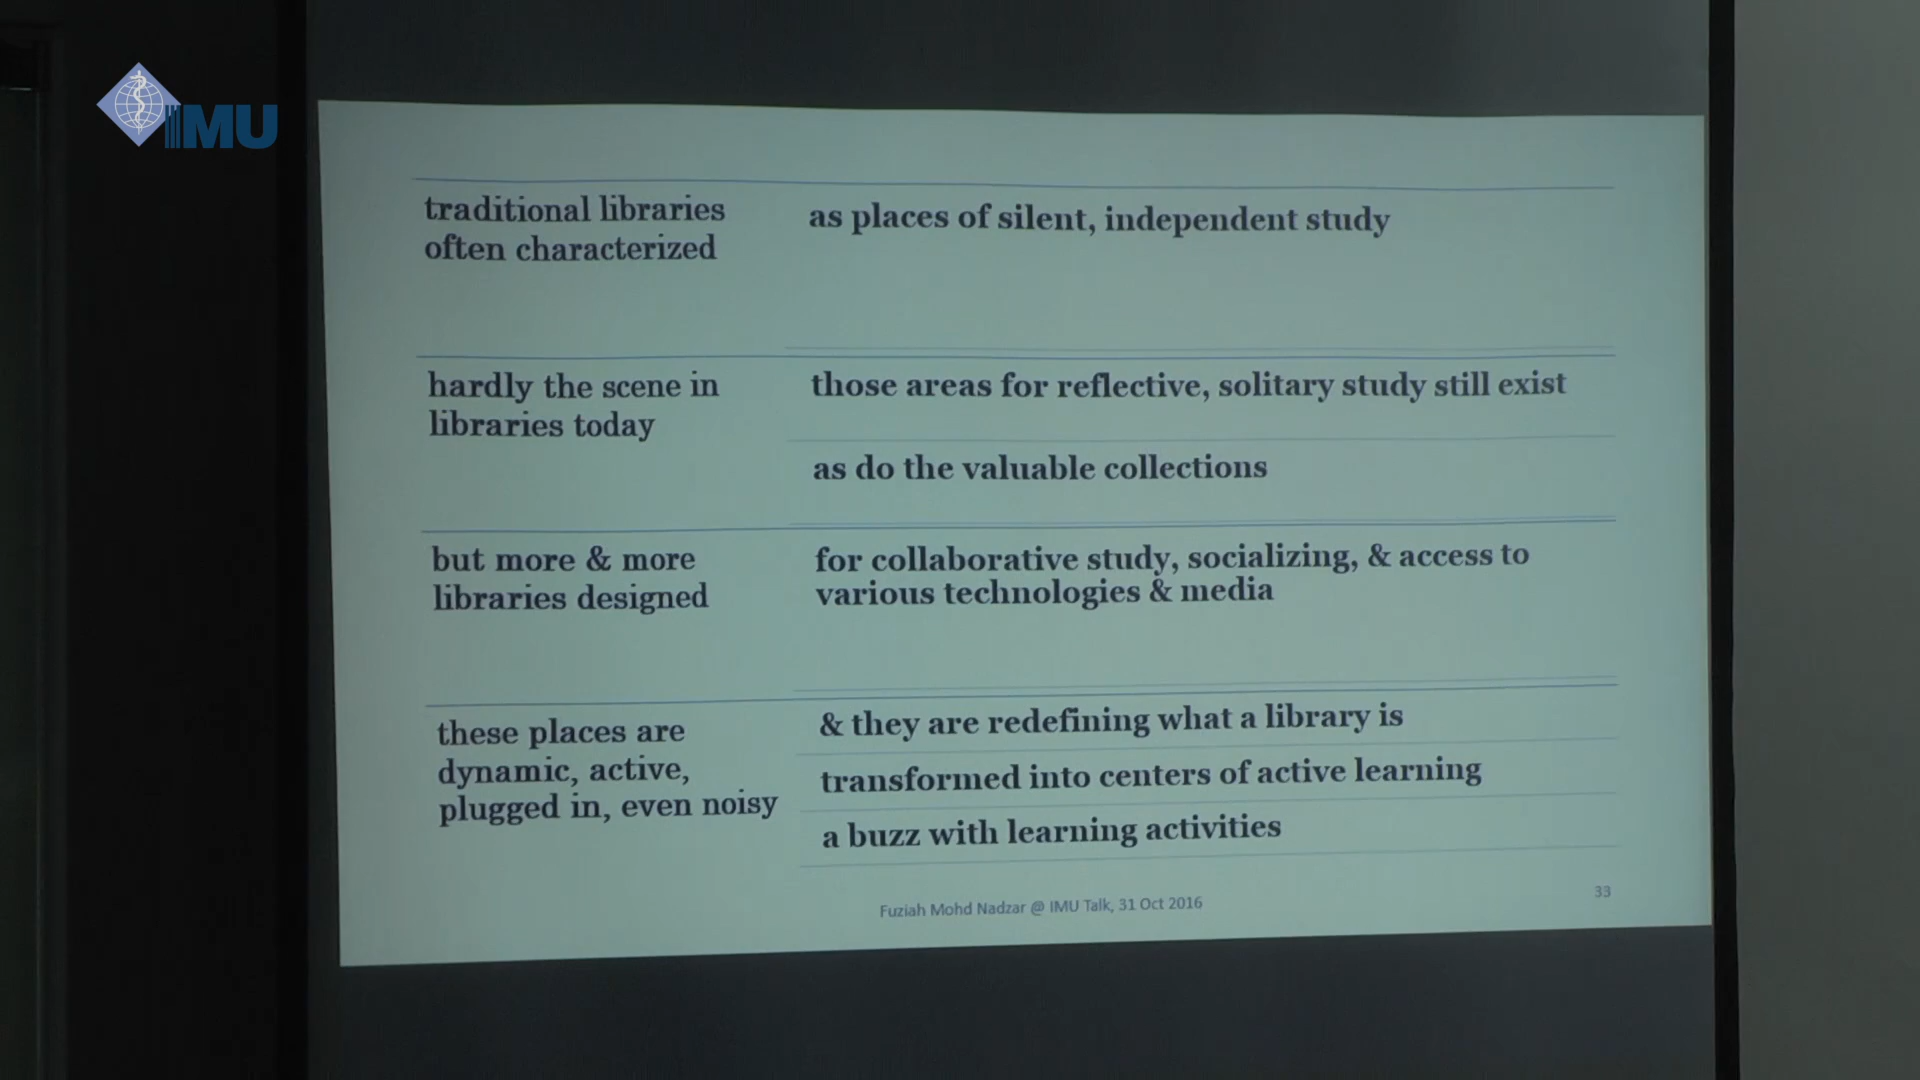 IMU
traditional libraries
often characterized
as places of silent, independent study
hardly the scene in
libraries today
those areas for reflective, solitary study still exist
as do the valuable collections
but more & more
libraries designed
for collaborative study, socializing, & access to
various technologies & media
these places are
dynamic, active,
plugged in, even noisy
& they are redefining what a library is
transformed into centers of active learning
a buzz with learning activities
Fuziah Mohd Nadzar @ IMU Talk, 31 Oct 2016
33